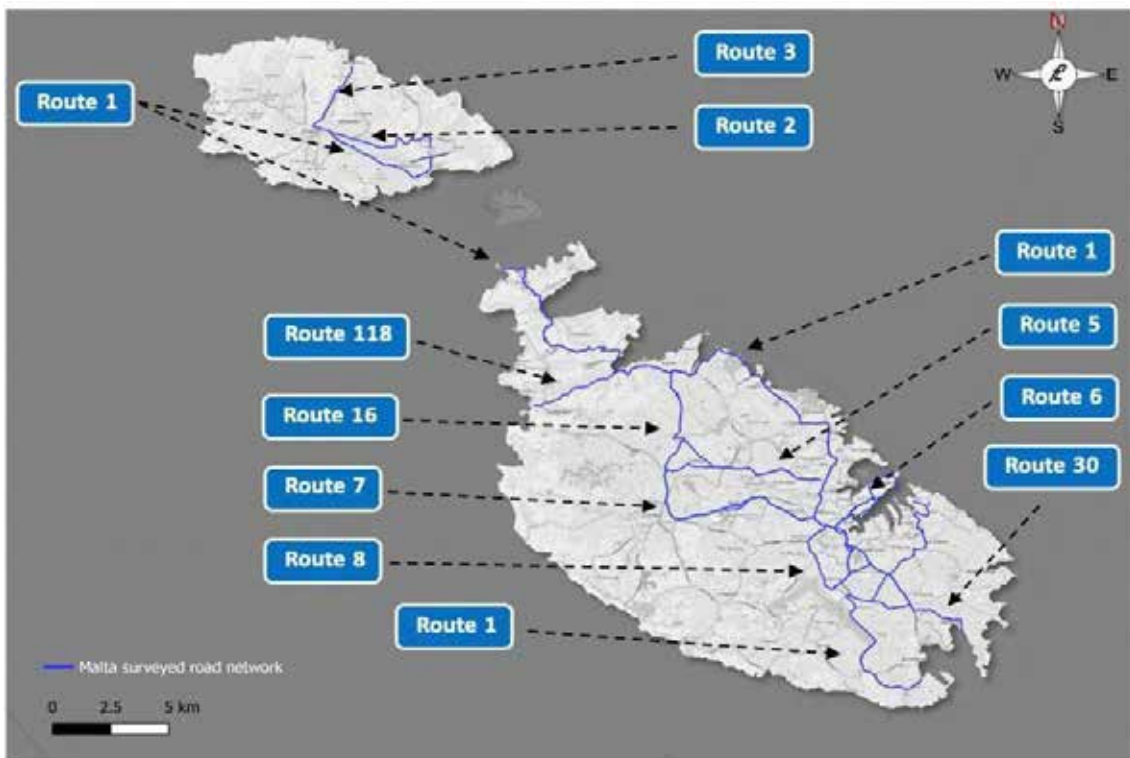 Route 3
N
Route 1
W
E
Route 2
S
Route 1
Route 118
Route 5
Route 16
Route 6
Route 30
Route 7
Route 8
Route 1
Malta surveyed road network
0 2.5 5 km